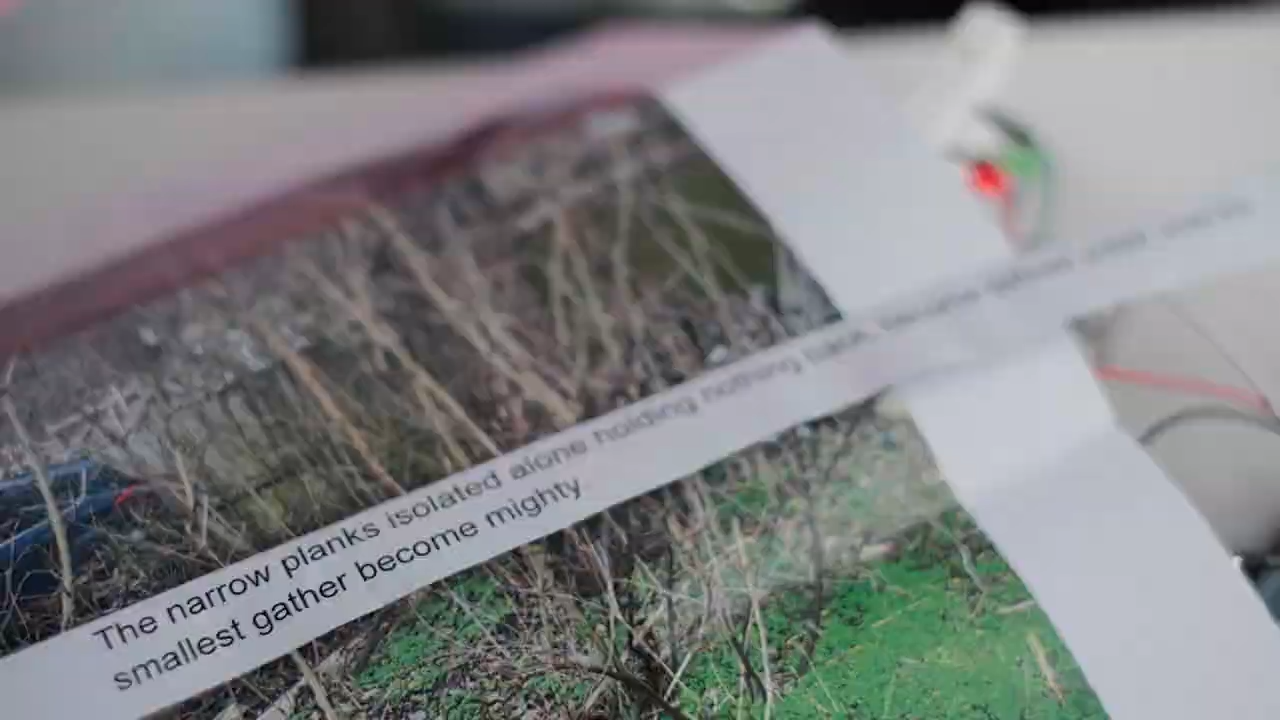 The narrow planks isolated alone holding nothing back
smallest gather become mighty